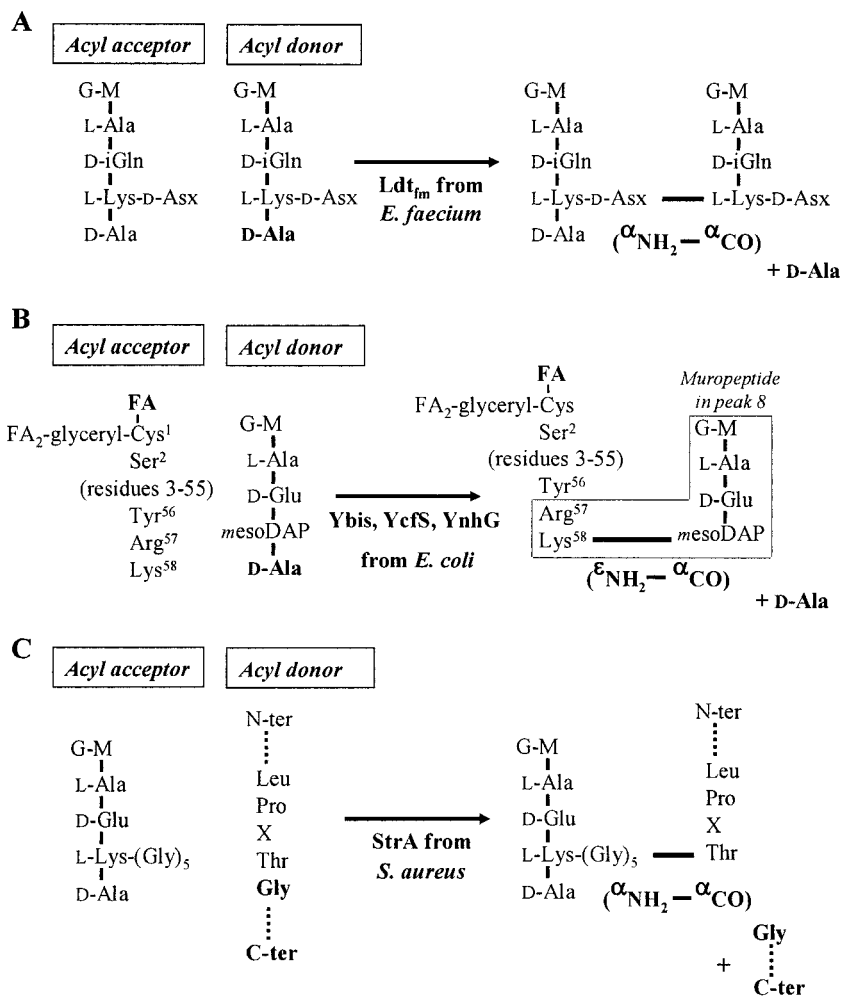 A
Acyl acceptor
Acyl donor
G-M
L-Ala
D-iGln
L-Lys-D-Asx
D-Ala
G-M
L-Ala
D-iGln
L-Lys-D-Asx
D-Ala
Ldtfm from
E. faecium
G-M
L-Ala
D-iGln
L-Lys-D-Asx
D-Ala
G-M
L-Ala
D-iGln
L-Lys-D-Asx
(αNH2–αCO)
+ D-Ala
B
Acyl acceptor
Acyl donor
FA
FA2-glyceryl-Cys1
Ser2
(residues 3-55)
Tyr56
Arg57
Lys58
G-M
L-Ala
D-Glu
mesoDAP
D-Ala
Ybis, YcfS, YnhG
from E. coli
FA
FA2-glyceryl-Cys
Ser2
(residues 3-55)
Tyr56
Arg57
Lys58
Muropeptide
in peak 8
G-M
L-Ala
D-Glu
mesoDAP
(εNH2– αCO)
+ D-Ala
C
Acyl acceptor
Acyl donor
G-M
L-Ala
D-Glu
L-Lys-(Gly)5
D-Ala
N-ter
Leu
Pro
X
Thr
Gly
C-ter
StrA from
S. aureus
G-M
L-Ala
D-Glu
L-Lys-(Gly)5
D-Ala
N-ter
Leu
Pro
X
Thr
(αNH2–αCO)
+
Gly
C-ter